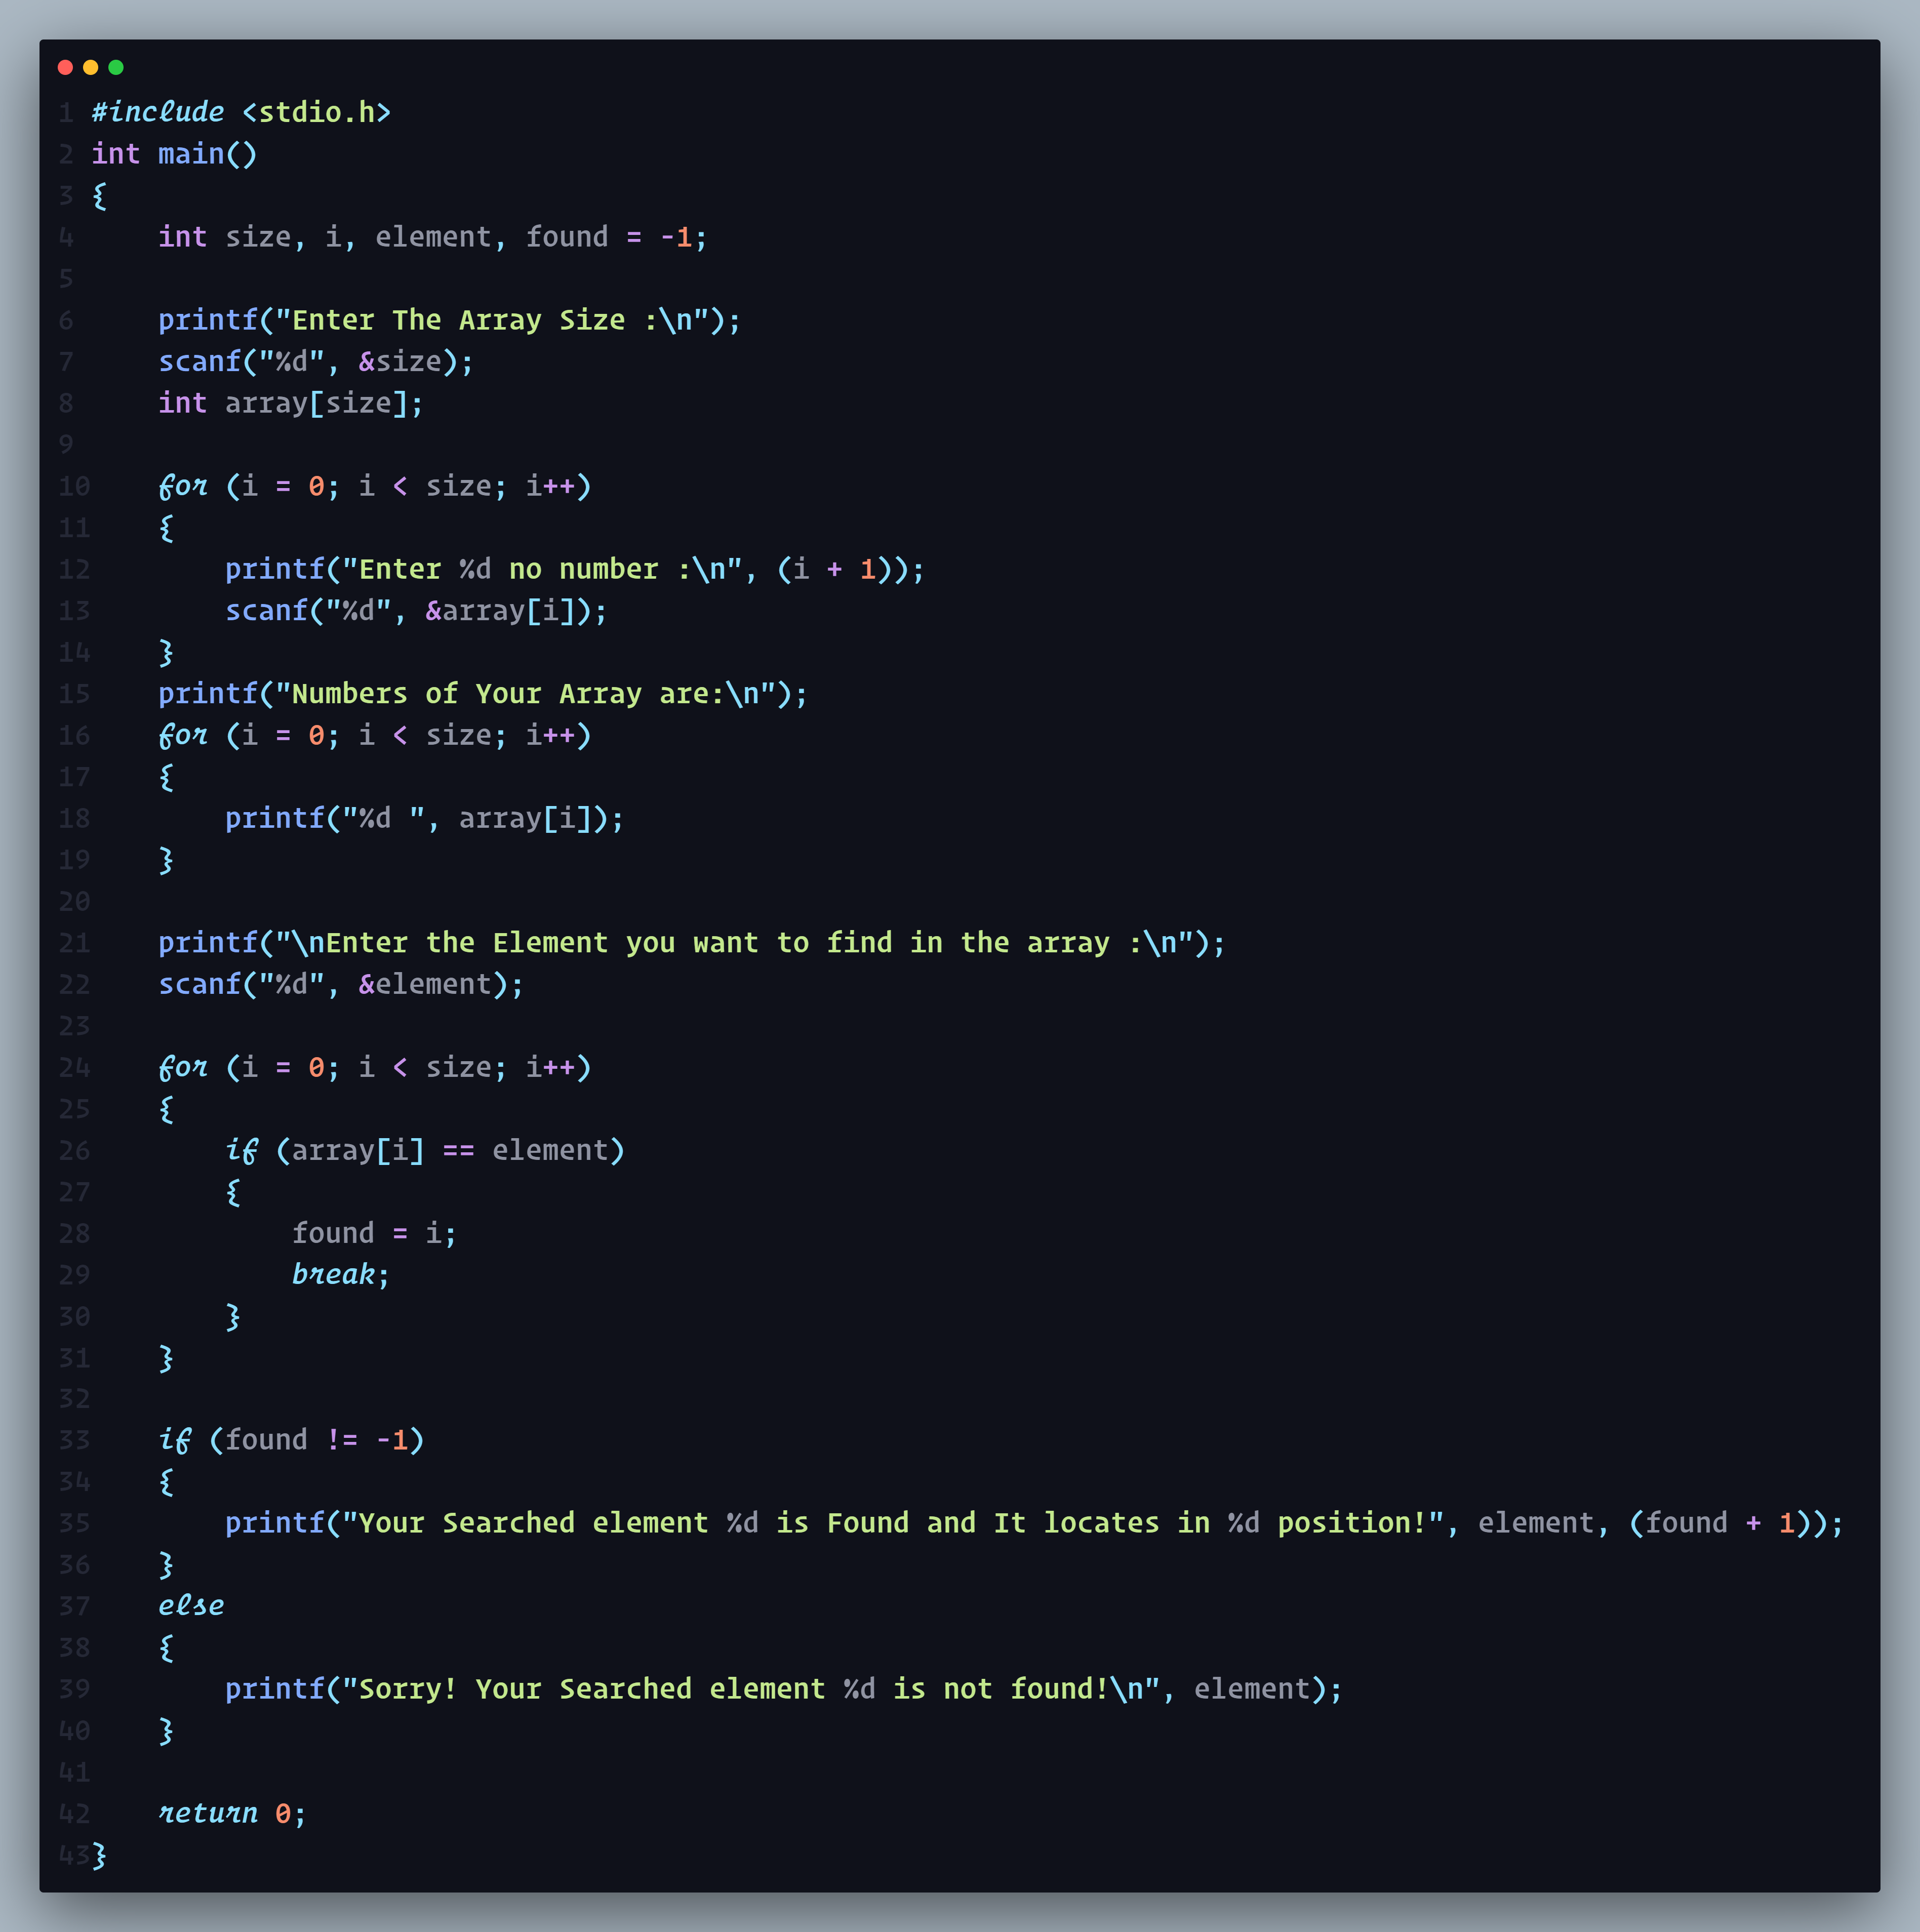 1 #include <stdio.h>
2 int main()
3 {
4     int size, i, element, found = -1;
5
6     printf("Enter The Array Size :\n");
7     scanf("%d", &size);
8     int array[size];
9
10     for (i = 0; i < size; i++)
11     {
12         printf("Enter %d no number :\n", (i + 1));
13         scanf("%d", &array[i]);
14     }
15     printf("Numbers of Your Array are:\n");
16     for (i = 0; i < size; i++)
17     {
18         printf("%d ", array[i]);
19     }
20
21     printf("\nEnter the Element you want to find in the array :\n");
22     scanf("%d", &element);
23
24     for (i = 0; i < size; i++)
25     {
26         if (array[i] == element)
27         {
28             found = i;
29             break;
30         }
31     }
32
33     if (found != -1)
34     {
35         printf("Your Searched element %d is Found and It locates in %d position!", element, (found + 1));
36     }
37     else
38     {
39         printf("Sorry! Your Searched element %d is not found!\n", element);
40     }
41
42     return 0;
43 }